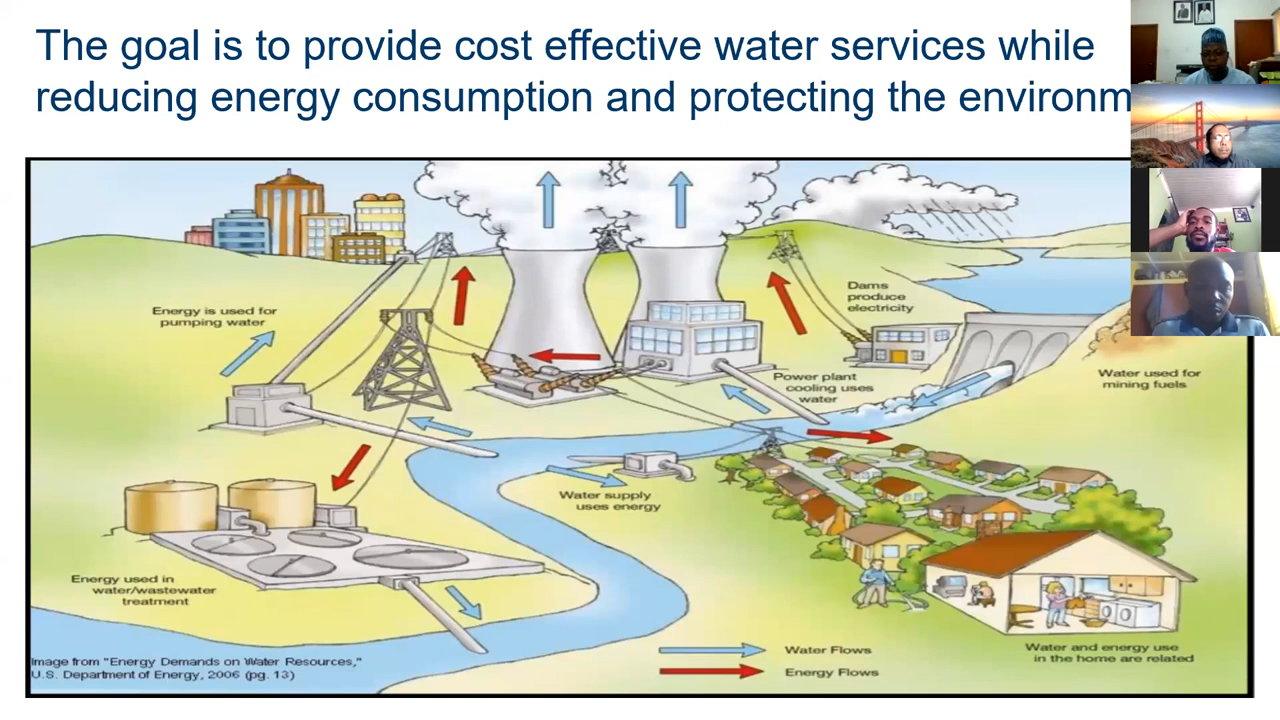 The goal is to provide cost effective water services while
reducing energy consumption and protecting the environm
Energy is used for
pumping water
Dams
produce
electricity
Power plant
cooling uses
water
Water used for
mining fuels
Water supply
uses energy
Energy used in
water/wastewater
treatment
Water and energy use
in the home are related
Water Flows
Energy Flows
Image from "Energy Demands on Water Resources,"
U.S. Department of Energy, 2006 (pg. 13)